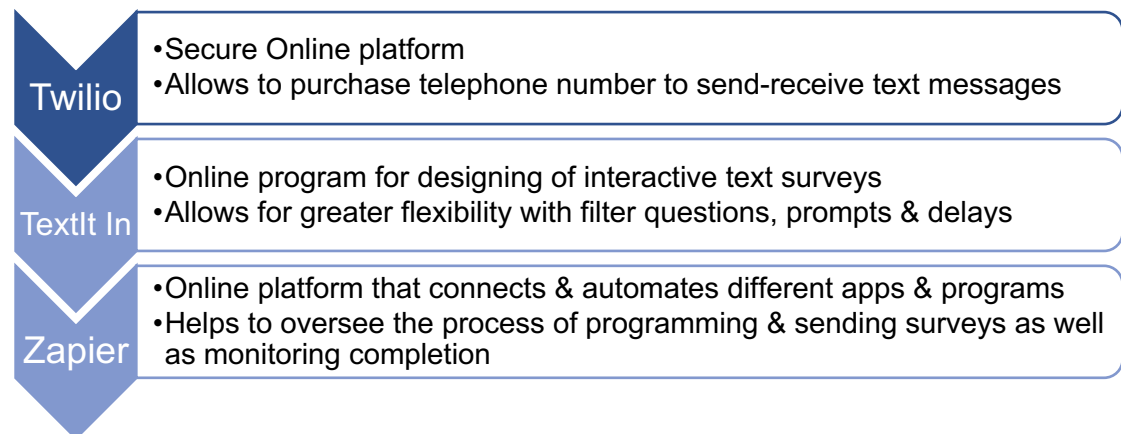 Twilio
•Secure Online platform
•Allows to purchase telephone number to send-receive text messages
TextIt In
•Online program for designing of interactive text surveys
•Allows for greater flexibility with filter questions, prompts & delays
Zapier
•Online platform that connects & automates different apps & programs
•Helps to oversee the process of programming & sending surveys as well
as monitoring completion